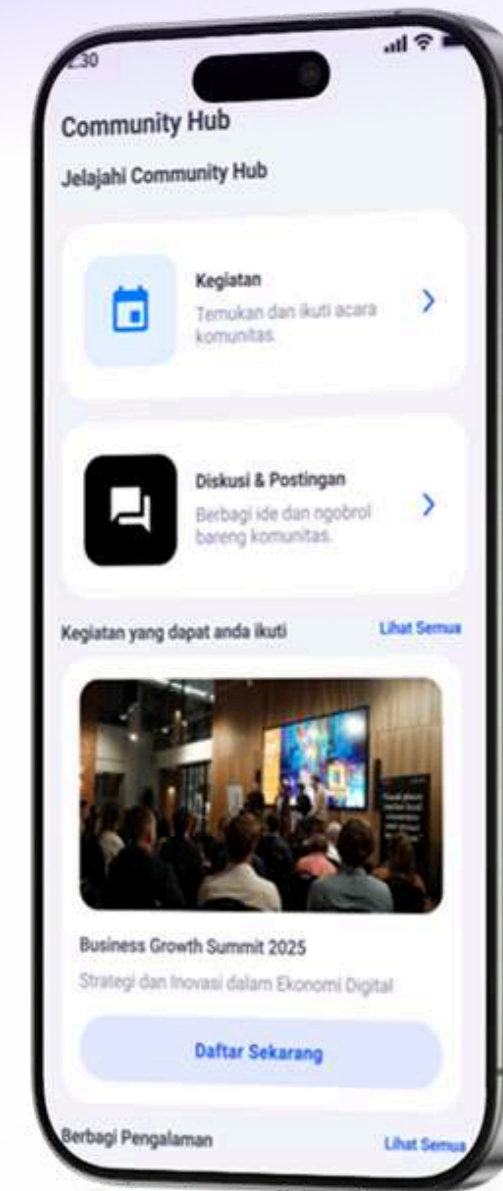 2:30
Community Hub
Jelajahi Community Hub
Kegiatan
Temukan dan ikuti acara
komunitas.
Diskusi & Postingan
Berbagi ide dan ngobrol
bareng komunitas.
Kegiatan yang dapat anda ikuti
Lihat Semua
Business Growth Summit 2025
Strategi dan Inovasi dalam Ekonomi Digital
Daftar Sekarang
Berbagi Pengalaman
Lihat Semua